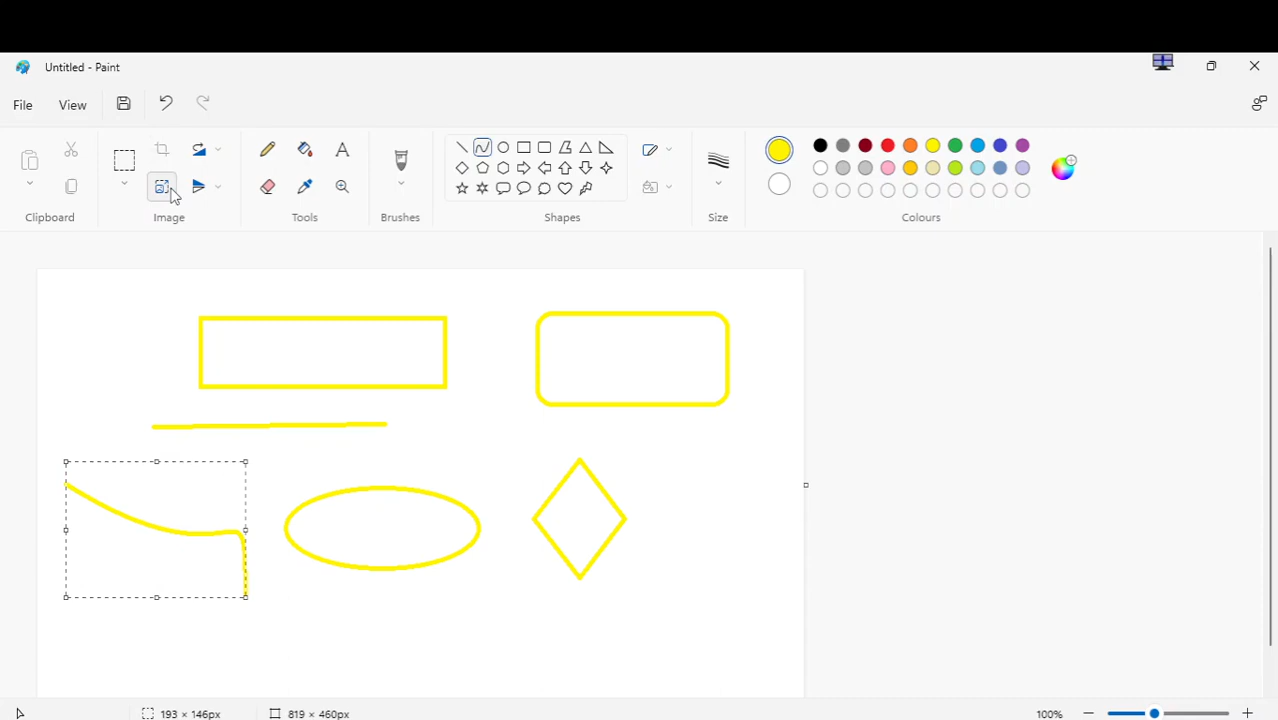 Untitled - Paint
File View
Clipboard Image Tools Brushes Shapes Size Colours
193 × 146px 819 × 460px 100%